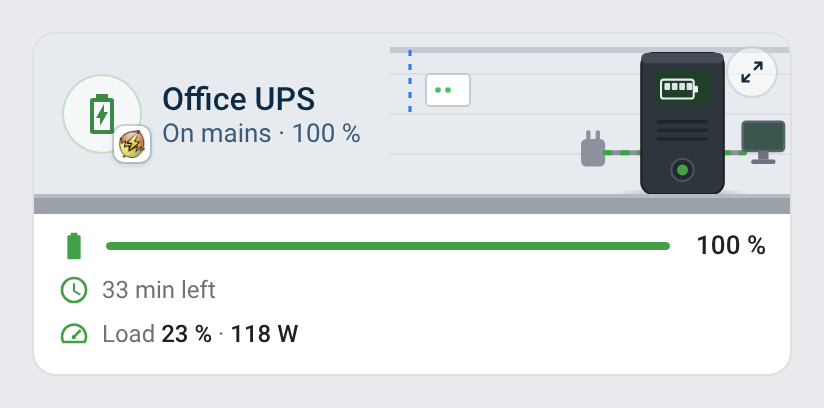 Office UPS
On mains · 100 %
100 %
33 min left
Load 23 % · 118 W